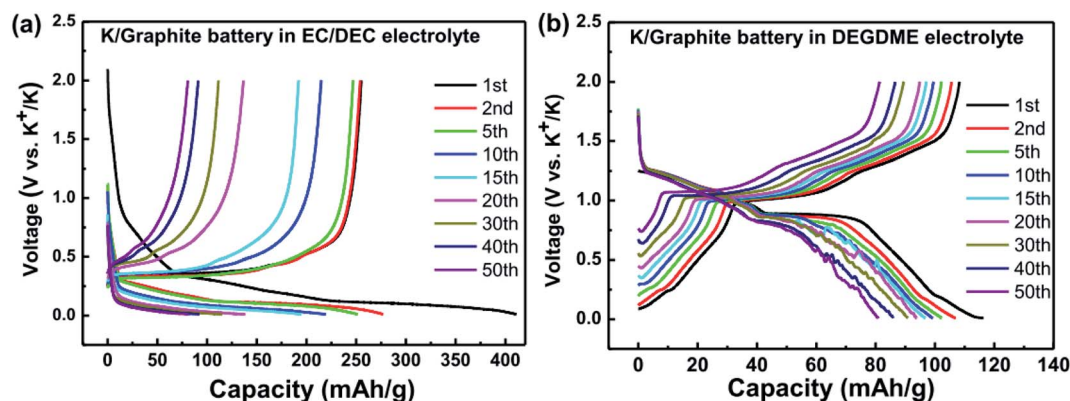 (a)
K/Graphite battery in EC/DEC electrolyte
Voltage (V vs. K⁺/K)
2.5
2.0
1.5
1.0
0.5
0.0
1st
2nd
5th
10th
15th
20th
30th
40th
50th
0 50 100 150 200 250 300 350 400
Capacity (mAh/g)
(b)
K/Graphite battery in DEGDME electrolyte
Voltage (V vs. K⁺/K)
2.5
2.0
1.5
1.0
0.5
0.0
1st
2nd
5th
10th
15th
20th
30th
40th
50th
0 20 40 60 80 100 120 140
Capacity (mAh/g)